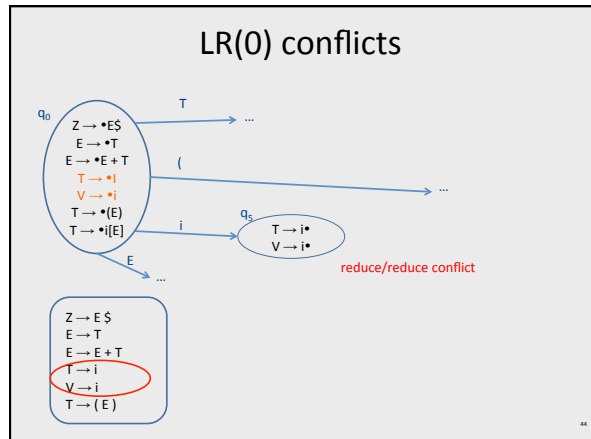 LR(0) conflicts
T
q0
...
Z → •E$
E → •T
E → •E + T
(
T → •I
...
V → •i
T → •(E)
q5
T → •i[E]
i
T → i•
V → i•
E
reduce/reduce conflict
...
Z → E $
E → T
E → E + T
T → i
V → i
T → ( E )
44